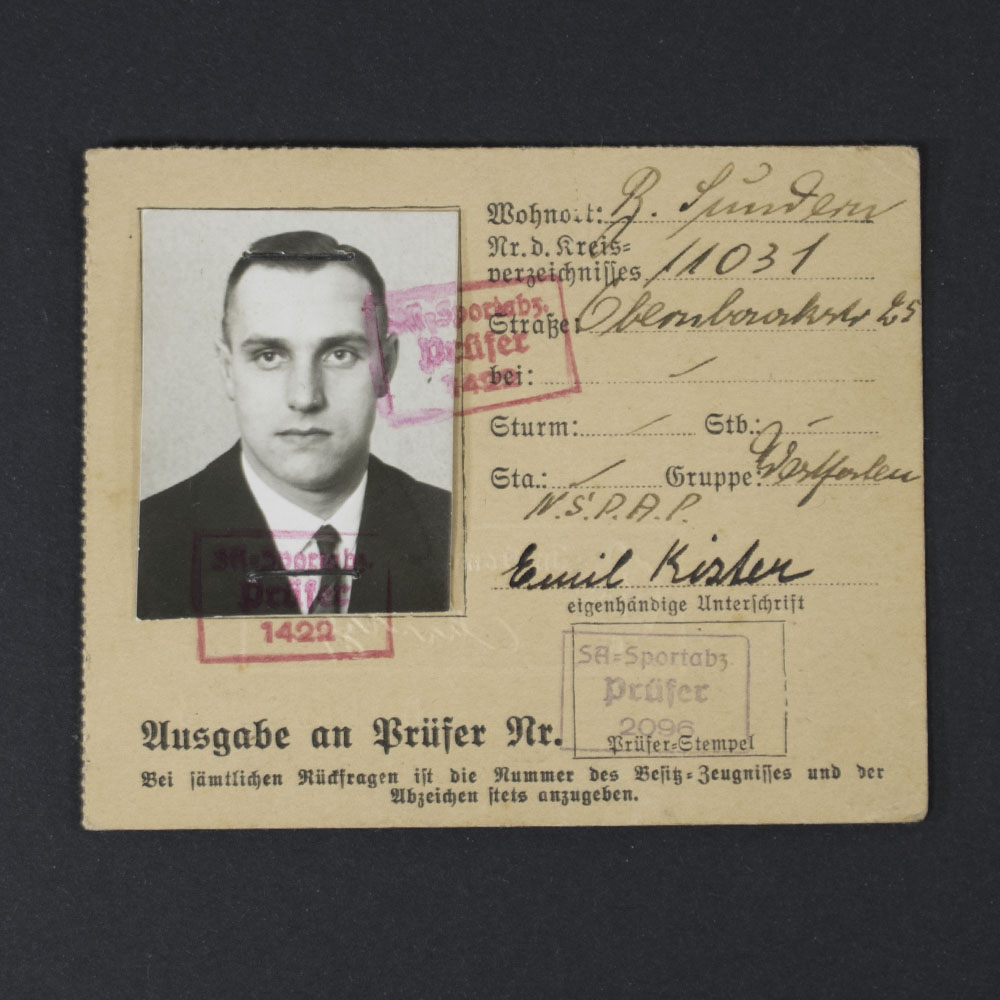 Wohnort: B. Sundern
Nr. d. Kreis=
verzeichnisses 11031
Straße: 25
bei:
Sturm: Stb.:
Sta.: Gruppe: Westfalen
N.S.D.A.P.
Emil Kister
eigenhändige Unterschrift
SA=Sportabz.
Prüfer
1422
SA=Sportabz.
Prüfer
1422
SA=Sportabz
Prüfer
2096
Prüfer=Stempel
Ausgabe an Prüfer Nr.
Bei sämtlichen Rückfragen ist die Nummer des Besitz=Zeugnisses und der
Abzeichen stets anzugeben.